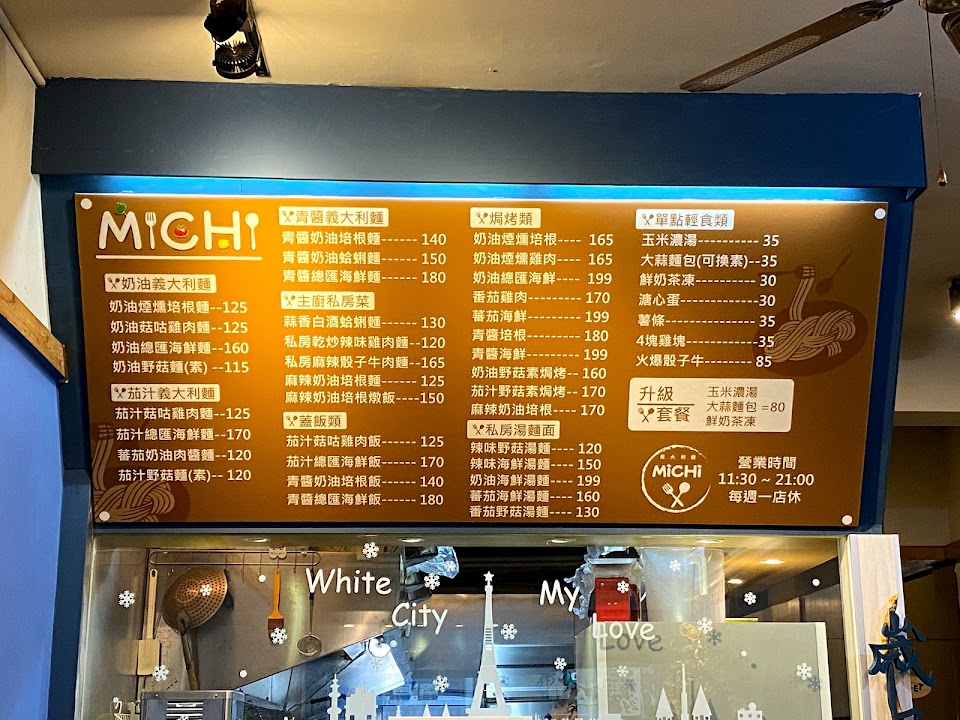 MiCHi
奶油義大利麵
奶油煙燻培根麵--125
奶油菇咕雞肉麵--125
奶油總匯海鮮麵--160
奶油野菇麵(素) --115
茄汁義大利麵
茄汁菇咕雞肉麵--125
茄汁總匯海鮮麵--170
蕃茄奶油肉醬麵--120
茄汁野菇麵(素)-- 120
青醬義大利麵
青醬奶油培根麵------ 140
青醬奶油蛤蜊麵------ 150
青醬總匯海鮮麵------ 180
主廚私房菜
蒜香白酒蛤蜊麵------ 130
私房乾炒辣味雞肉麵--120
私房麻辣骰子牛肉麵--165
麻辣奶油培根麵------ 125
麻辣奶油培根燉飯----150
蓋飯類
茄汁菇咕雞肉飯------ 125
茄汁總匯海鮮飯------ 170
青醬奶油培根飯------ 140
青醬總匯海鮮飯------ 180
焗烤類
奶油煙燻培根---- 165
奶油煙燻雞肉---- 165
奶油總匯海鮮---- 199
番茄雞肉---------170
蕃茄海鮮---------199
青醬培根---------180
青醬海鮮---------199
奶油野菇素焗烤-- 160
茄汁野菇素焗烤-- 170
麻辣奶油培根---- 170
私房湯麵面
辣味野菇湯麵---- 120
辣味海鮮湯麵---- 150
奶油海鮮湯麵---- 199
蕃茄海鮮湯麵---- 160
番茄野菇湯麵---- 130
單點輕食類
玉米濃湯---------- 35
大蒜麵包(可換素)--35
鮮奶茶凍---------- 30
溏心蛋------------30
薯條-------------- 35
4塊雞塊------------35
火爆骰子牛-------- 85
升級
套餐
玉米濃湯
大蒜麵包 =80
鮮奶茶凍
義大利麵
MiCHi
營業時間
11:30 ~ 21:00
每週一店休
White
City
My
Love